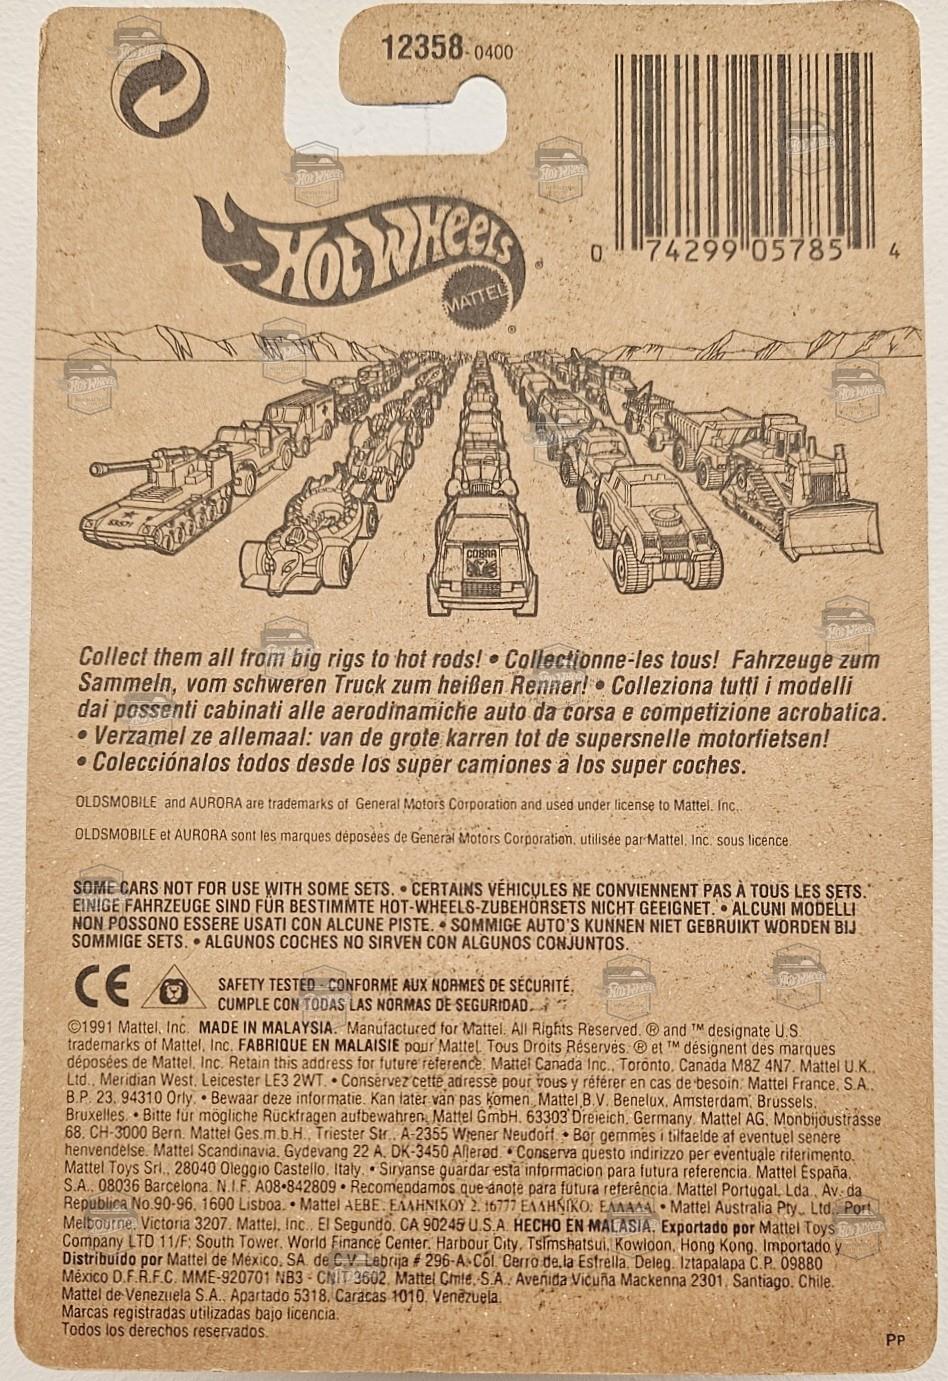 12358-0400
0 74299 05785 4
Hot Wheels
MATTEL
®
®
COBRA
Collect them all from big rigs to hot rods! • Collectionne-les tous! Fahrzeuge zum
Sammeln, vom schweren Truck zum heißen Renner! • Colleziona tutti i modelli
dai possenti cabinati alle aerodinamiche auto da corsa e competizione acrobatica.
• Verzamel ze allemaal: van de grote karren tot de supersnelle motorfietsen!
• Colecciónalos todos desde los super camiones a los super coches.
OLDSMOBILE and AURORA are trademarks of General Motors Corporation and used under license to Mattel, Inc.
OLDSMOBILE et AURORA sont les marques déposées de General Motors Corporation, utilisée par Mattel, Inc. sous licence.
SOME CARS NOT FOR USE WITH SOME SETS. • CERTAINS VÉHICULES NE CONVIENNENT PAS À TOUS LES SETS.
EINIGE FAHRZEUGE SIND FÜR BESTIMMTE HOT-WHEELS-ZUBEHÖRSETS NICHT GEEIGNET. • ALCUNI MODELLI
NON POSSONO ESSERE USATI CON ALCUNE PISTE. • SOMMIGE AUTO'S KUNNEN NIET GEBRUIKT WORDEN BIJ
SOMMIGE SETS. • ALGUNOS COCHES NO SIRVEN CON ALGUNOS CONJUNTOS.
CE SAFETY TESTED - CONFORME AUX NORMES DE SÉCURITÉ.
CUMPLE CON TODAS LAS NORMAS DE SEGURIDAD.
©1991 Mattel, Inc. MADE IN MALAYSIA. Manufactured for Mattel. All Rights Reserved. ® and ™ designate U.S.
trademarks of Mattel, Inc. FABRIQUE EN MALAISIE pour Mattel. Tous Droits Réservés. ® et ™ désignent des marques
déposées de Mattel, Inc. Retain this address for future reference. Mattel Canada Inc., Toronto, Canada M8Z 4N7. Mattel U.K.,
Ltd., Meridian West, Leicester LE3 2WT. • Conservez cette adresse pour vous y référer en cas de besoin. Mattel France, S.A.,
B.P. 23, 94310 Orly. • Bewaar deze informatie. Kan later van pas komen. Mattel B.V. Benelux, Amsterdam, Brussels,
Bruxelles. • Bitte für mögliche Rückfragen aufbewahren. Mattel GmbH, 63303 Dreieich, Germany. Mattel AG, Monbijoustrasse
68, CH-3000 Bern. Mattel Ges.m.b.H., Triester Str., A-2355 Wiener Neudorf. • Bør gemmes i tilfælde af eventuel senere
henvendelse. Mattel Scandinavia, Gydevang 22 A, DK-3450 Allerød. • Conserva questo indirizzo per eventuale riferimento.
Mattel Toys Srl., 28040 Oleggio Castello, Italy. • Sirvanse guardar esta informacion para futura referencia. Mattel España,
S.A., 08036 Barcelona. N.I.F. A08•842809 • Recomendamos que anote para futura referência. Mattel Portugal, Lda., Av. da
Republica No.90-96, 1600 Lisboa. • Mattel AEBE, ΕΛΛΗΝΙΚΟΥ 2, 16777 ΕΛΛΗΝΙΚΟ, ΕΛΛΑΔΑ. • Mattel Australia Pty., Ltd., Port
Melbourne, Victoria 3207. Mattel, Inc., El Segundo, CA 90245 U.S.A. HECHO EN MALASIA. Exportado por Mattel Toys
Company LTD 11/F; South Tower, World Finance Center, Harbour City, Tsimshatsui, Kowloon, Hong Kong. Importado y
Distribuido por Mattel de México, S.A. de C.V. Lebrija # 296-A. Col. Cerro de la Estrella, Deleg. Iztapalapa C.P. 09880
México D.F. R.F.C. MME-920701 NB3 - CNIT 3602, Mattel Chile, S.A., Avenida Vicuña Mackenna 2301, Santiago, Chile.
Mattel de Venezuela S.A., Apartado 5318, Caracas 1010, Venezuela.
Marcas registradas utilizadas bajo licencia.
Todos los derechos reservados.
PP